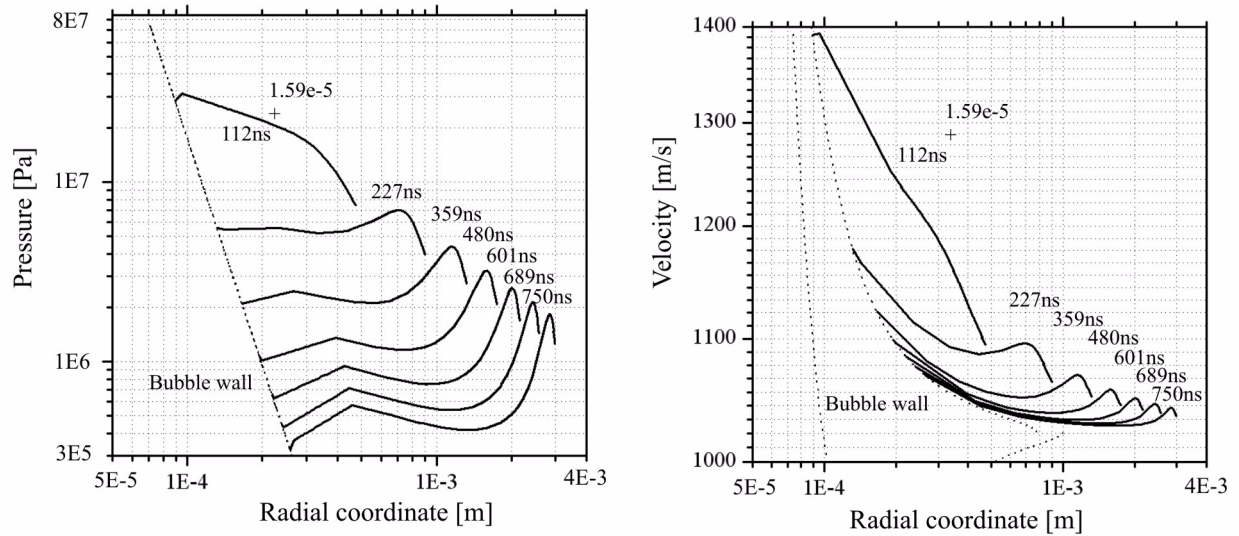 8E7
1E7
1E6
3E5
5E-5
1E-4
1E-3
4E-3
Pressure [Pa]
Radial coordinate [m]
1.59e-5
+
112ns
227ns
359ns
480ns
601ns
689ns
750ns
Bubble wall
1400
1300
1200
1100
1000
5E-5
1E-4
1E-3
4E-3
Velocity [m/s]
Radial coordinate [m]
1.59e-5
+
112ns
227ns
359ns
480ns
601ns
689ns
750ns
Bubble wall